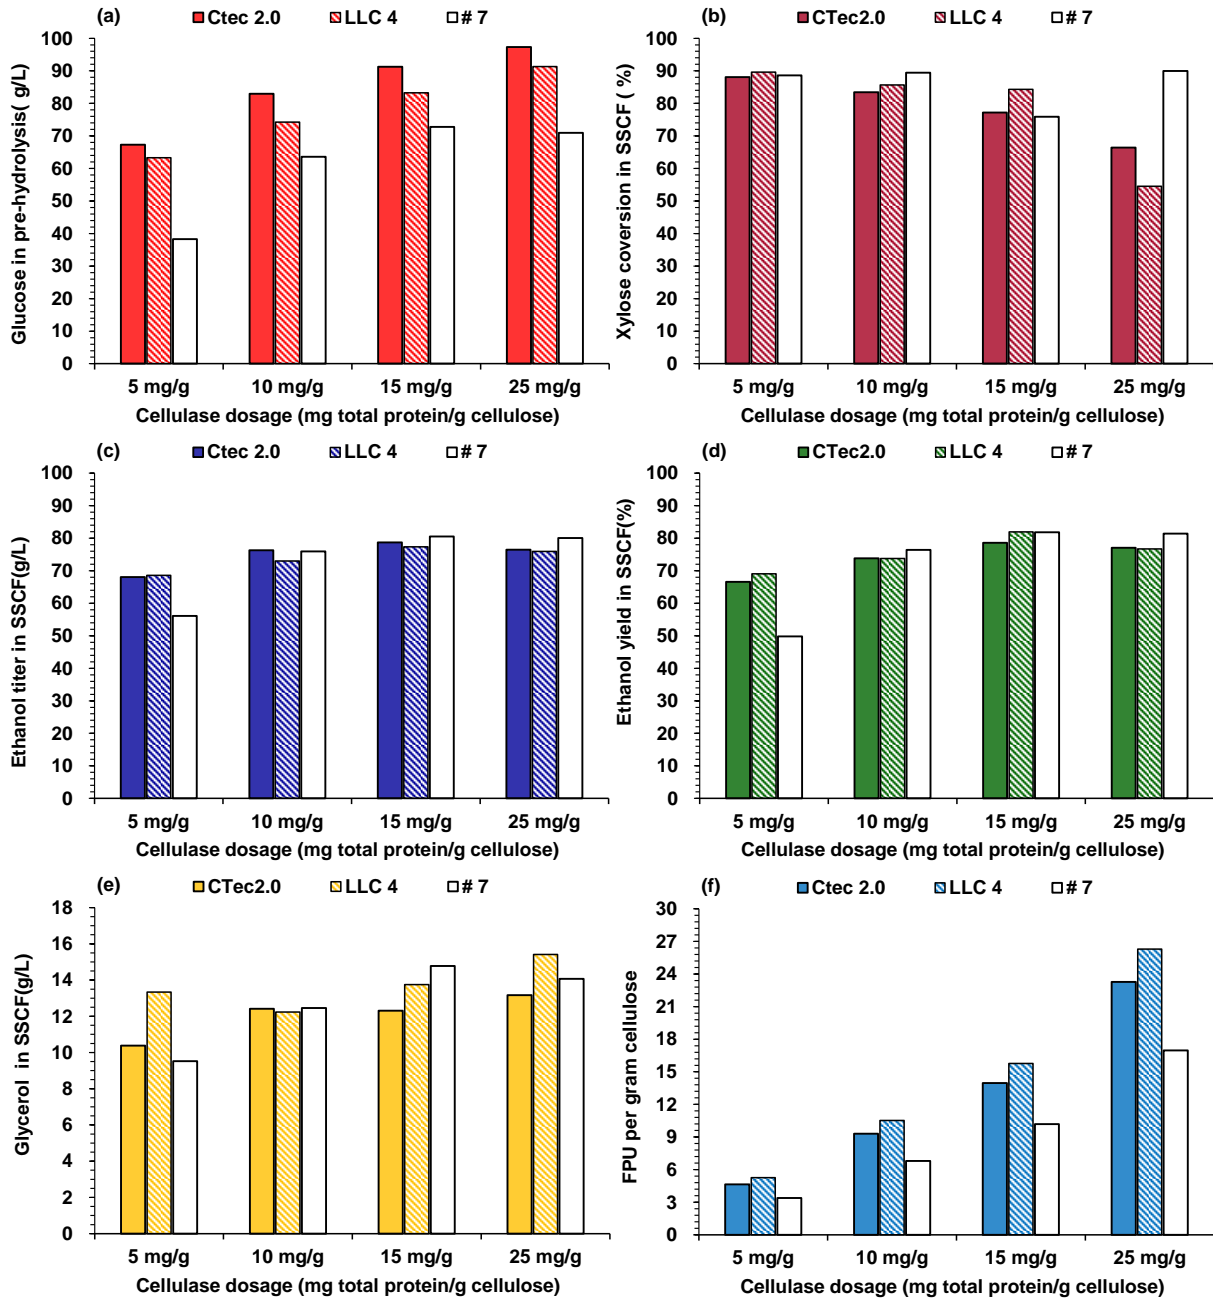 (a) Ctec 2.0 LLC 4 # 7
Glucose in pre-hydrolysis( g/L)
100
90
80
70
60
50
40
30
20
10
0
5 mg/g 10 mg/g 15 mg/g 25 mg/g
Cellulase dosage (mg total protein/g cellulose)
(b) CTec2.0 LLC 4 # 7
Xylose coversion in SSCF ( %)
100
90
80
70
60
50
40
30
20
10
0
5 mg/g 10 mg/g 15 mg/g 25 mg/g
Cellulase dosage (mg total protein/g cellulose)
(c) Ctec 2.0 LLC 4 # 7
Ethanol titer in SSCF(g/L)
100
90
80
70
60
50
40
30
20
10
0
5 mg/g 10 mg/g 15 mg/g 25 mg/g
Cellulase dosage (mg total protein/g cellulose)
(d) CTec2.0 LLC 4 # 7
Ethanol yield in SSCF(%)
100
90
80
70
60
50
40
30
20
10
0
5 mg/g 10 mg/g 15 mg/g 25 mg/g
Cellulase dosage (mg total protein/g cellulose)
(e) CTec2.0 LLC 4 # 7
Glycerol in SSCF(g/L)
18
16
14
12
10
8
6
4
2
0
5 mg/g 10 mg/g 15 mg/g 25 mg/g
Cellulase dosage (mg total protein/g cellulose)
(f) Ctec 2.0 LLC 4 # 7
FPU per gram cellulose
30
27
24
21
18
15
12
9
6
3
0
5 mg/g 10 mg/g 15 mg/g 25 mg/g
Cellulase dosage (mg total protein/g cellulose)